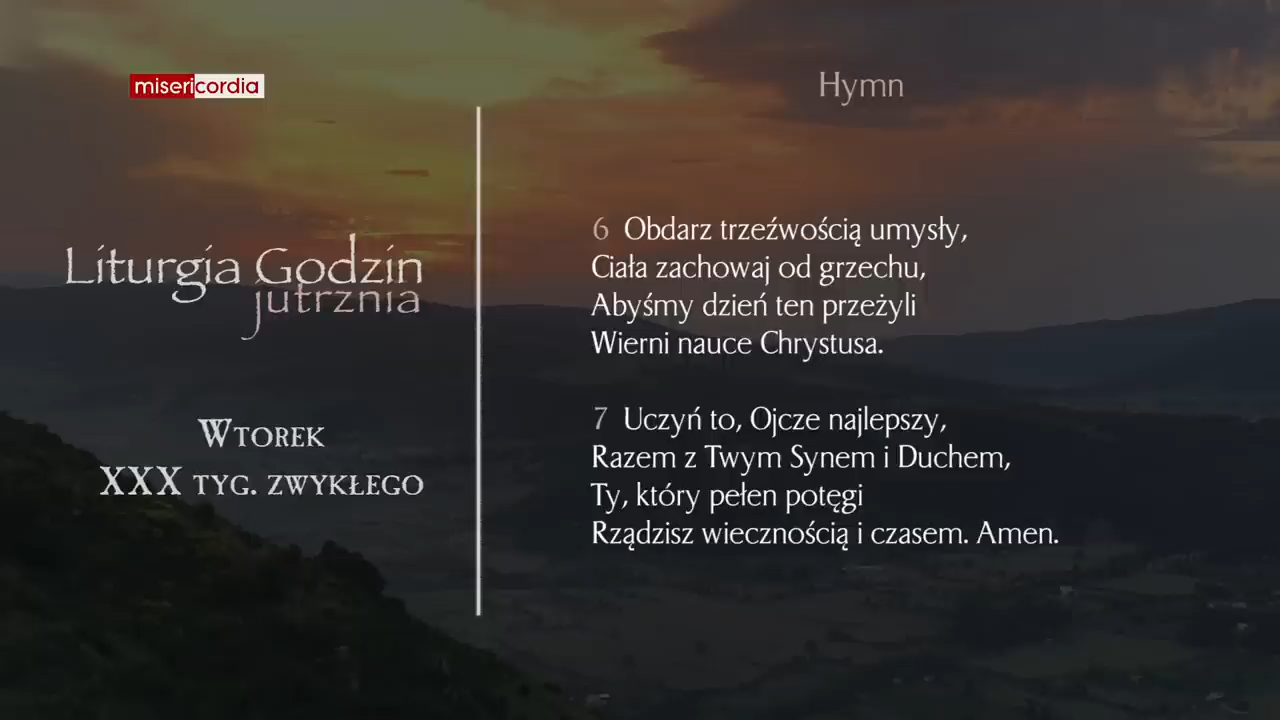 misericordia
Liturgia Godzin
jutrznia
Wtorek
XXX tyg. zwykłego
Hymn
6 Obdarz trzeźwością umysły,
Ciała zachowaj od grzechu,
Abyśmy dzień ten przeżyli
Wierni nauce Chrystusa.
7 Uczyń to, Ojcze najlepszy,
Razem z Twym Synem i Duchem,
Ty, który pełen potęgi
Rządzisz wiecznością i czasem. Amen.